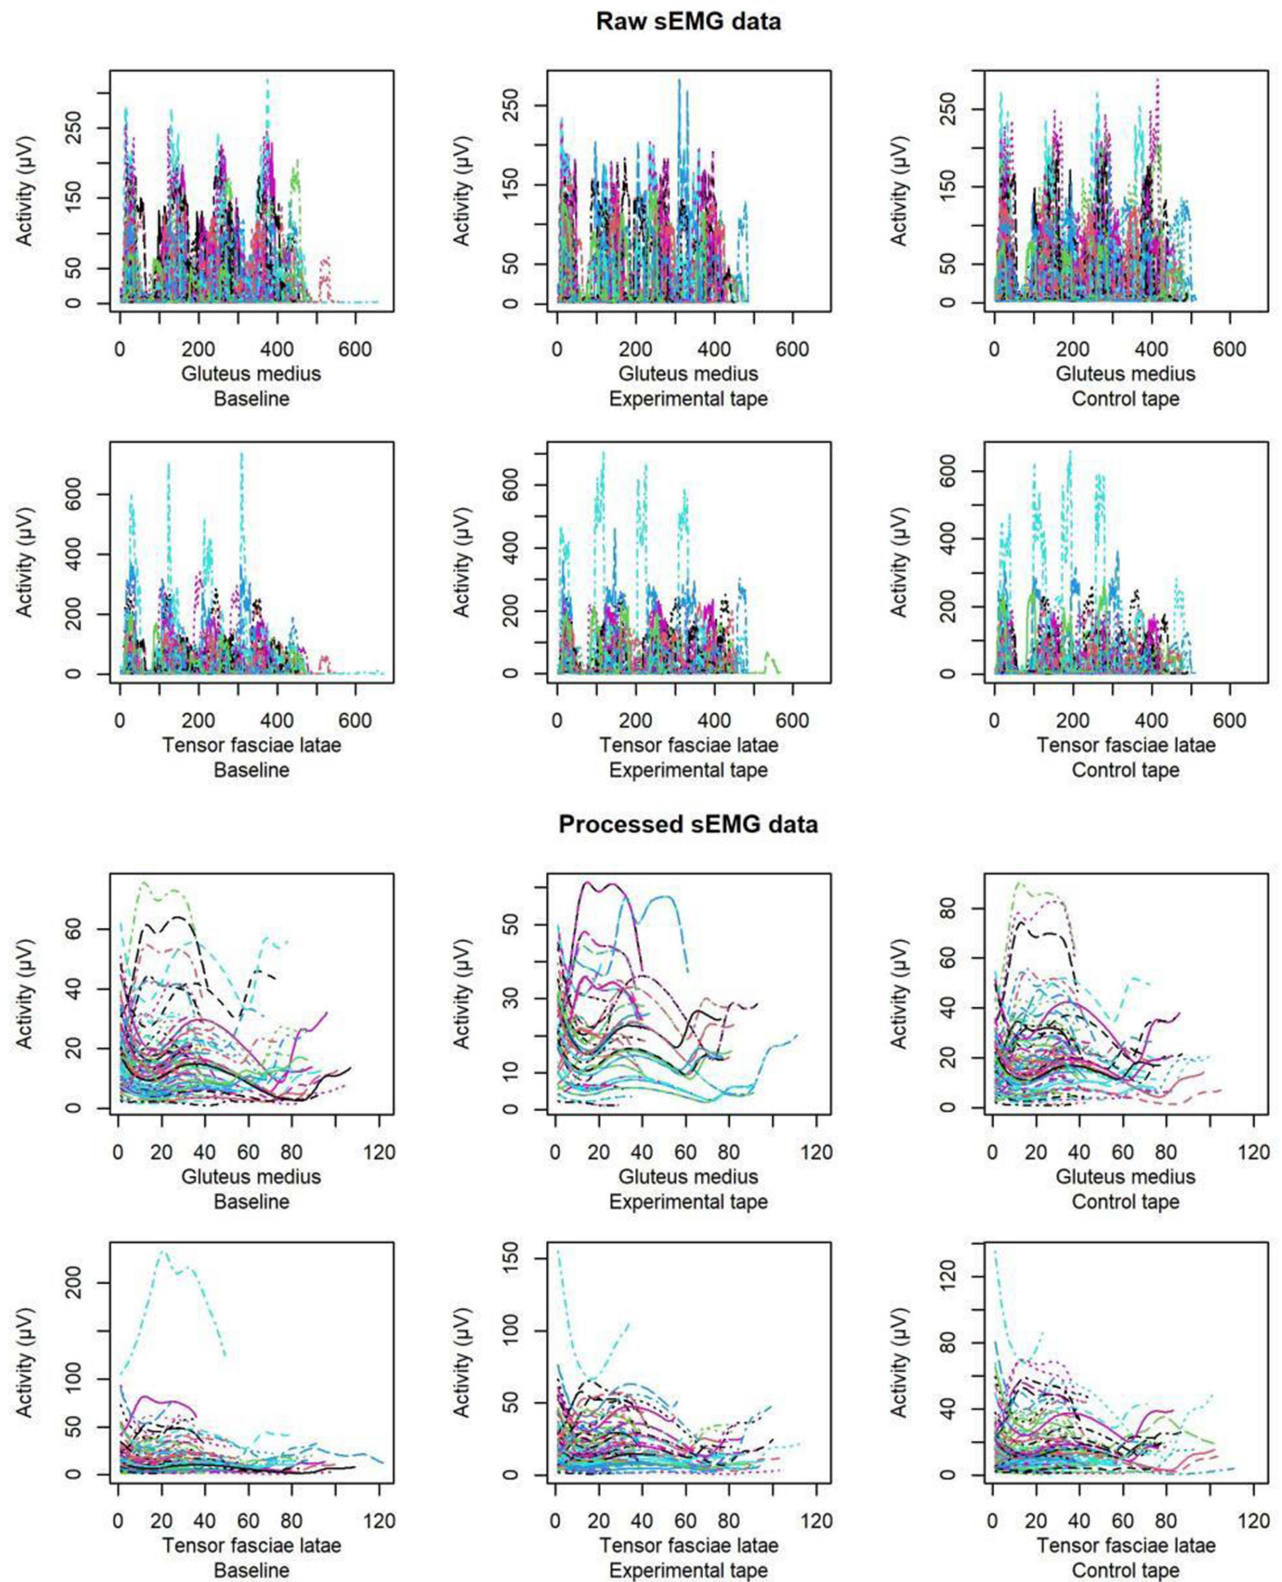 Raw sEMG data
Activity (µV)
0 50 150 250
0 200 400 600
Gluteus medius
Baseline
Activity (µV)
0 50 150 250
0 200 400 600
Gluteus medius
Experimental tape
Activity (µV)
0 50 150 250
0 200 400 600
Gluteus medius
Control tape
Activity (µV)
0 200 400 600
0 200 400 600
Tensor fasciae latae
Baseline
Activity (µV)
0 200 400 600
0 200 400 600
Tensor fasciae latae
Experimental tape
Activity (µV)
0 200 400 600
0 200 400 600
Tensor fasciae latae
Control tape
Processed sEMG data
Activity (µV)
0 20 40 60
0 20 40 60 80 120
Gluteus medius
Baseline
Activity (µV)
0 10 30 50
0 20 40 60 80 120
Gluteus medius
Experimental tape
Activity (µV)
0 20 40 60 80
0 20 40 60 80 120
Gluteus medius
Control tape
Activity (µV)
0 50 100 200
0 20 40 60 80 120
Tensor fasciae latae
Baseline
Activity (µV)
0 50 100 150
0 20 40 60 80 120
Tensor fasciae latae
Experimental tape
Activity (µV)
0 40 80 120
0 20 40 60 80 120
Tensor fasciae latae
Control tape